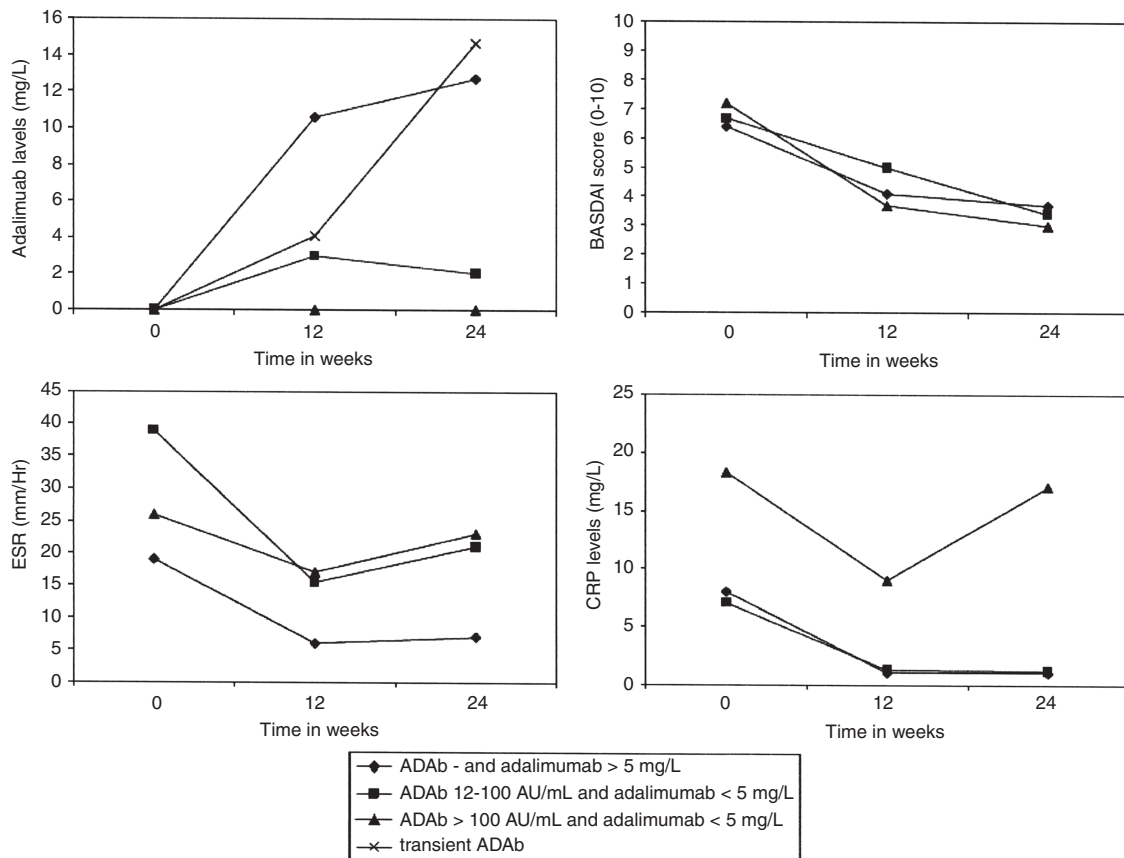 Adalimuab lavels (mg/L)
16
14
12
10
8
6
4
2
0
0 12 24
Time in weeks
BASDAI score (0-10)
10
9
8
7
6
5
4
3
2
1
0
0 12 24
Time in weeks
ESR (mm/Hr)
45
40
35
30
25
20
15
10
5
0
0 12 24
Time in weeks
CRP levels (mg/L)
25
20
15
10
5
0
0 12 24
Time in weeks
ADAb - and adalimumab > 5 mg/L
ADAb 12-100 AU/mL and adalimumab < 5 mg/L
ADAb > 100 AU/mL and adalimumab < 5 mg/L
transient ADAb